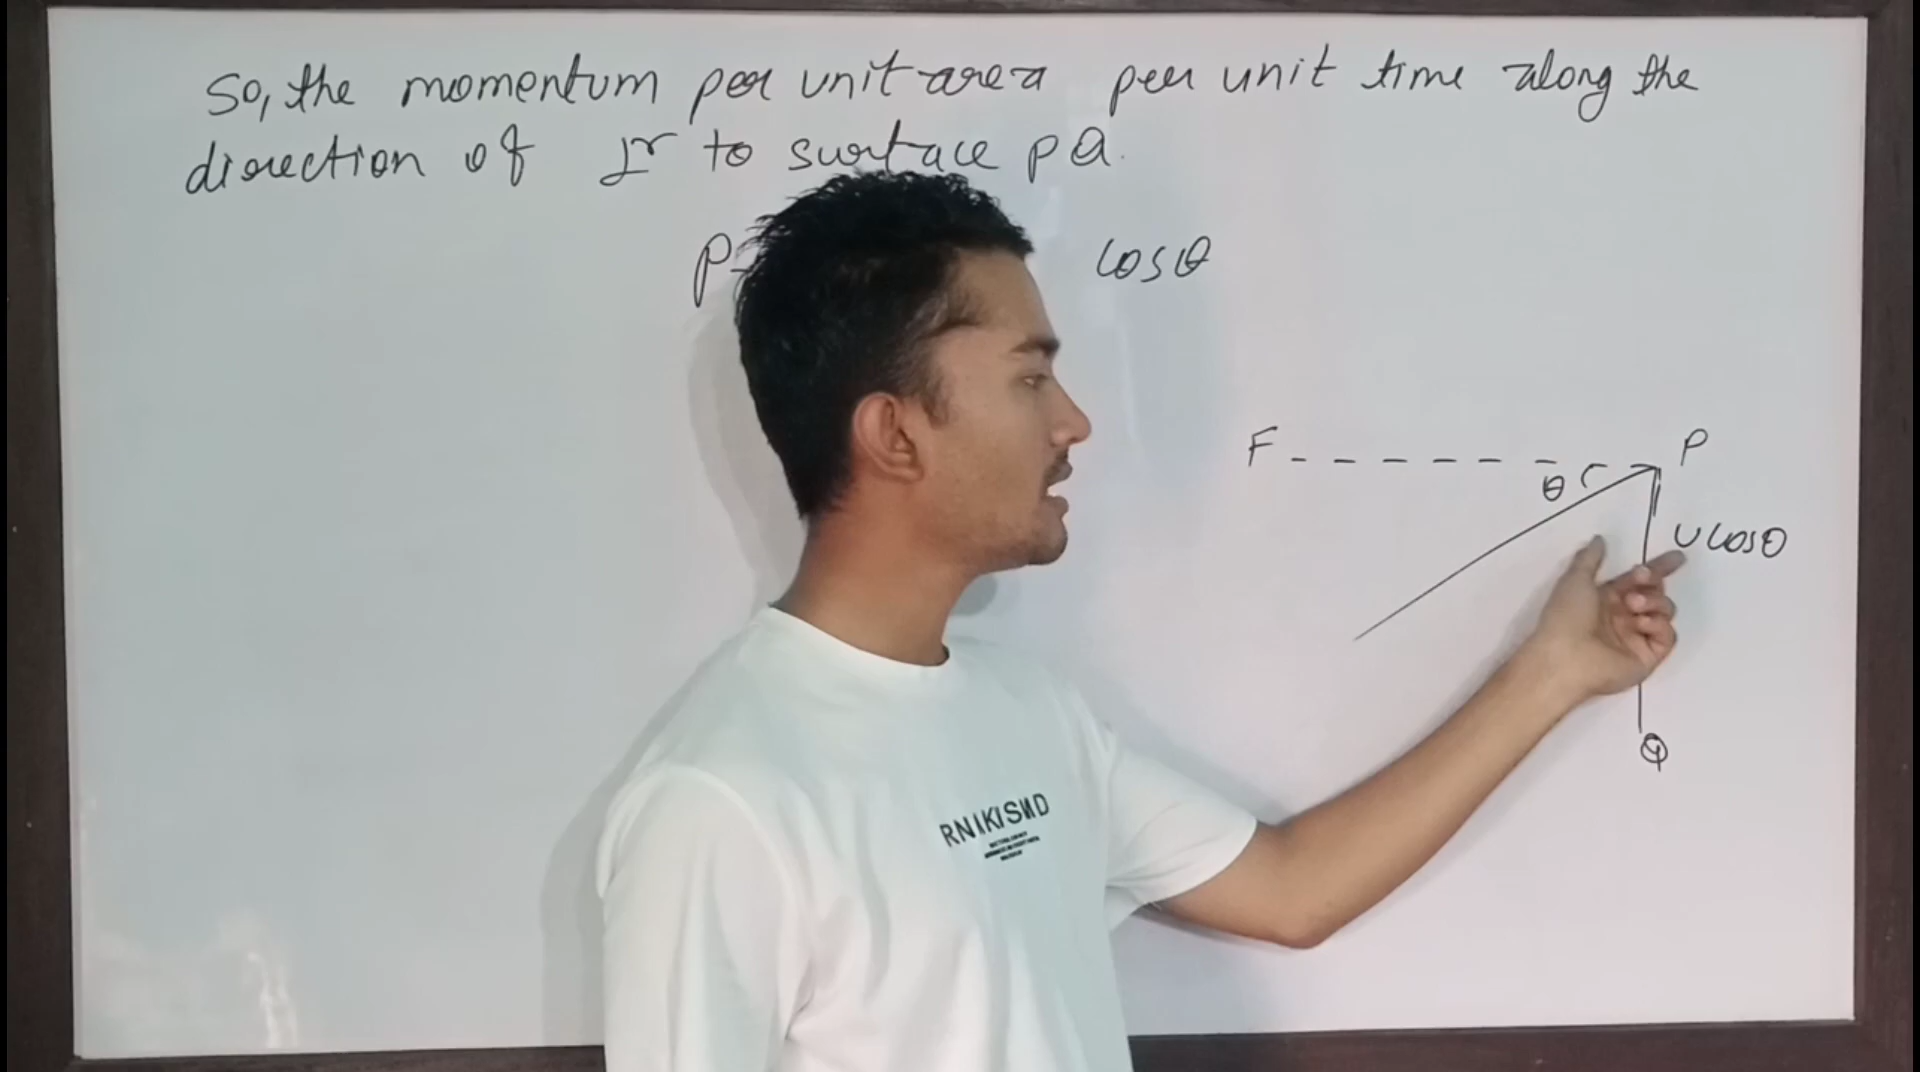 So, the momentum per unit area per unit time along the
direction of ⊥r to surface PQ.
P= cosθ
F P
θ
U cosθ
Q
RNIKISMD